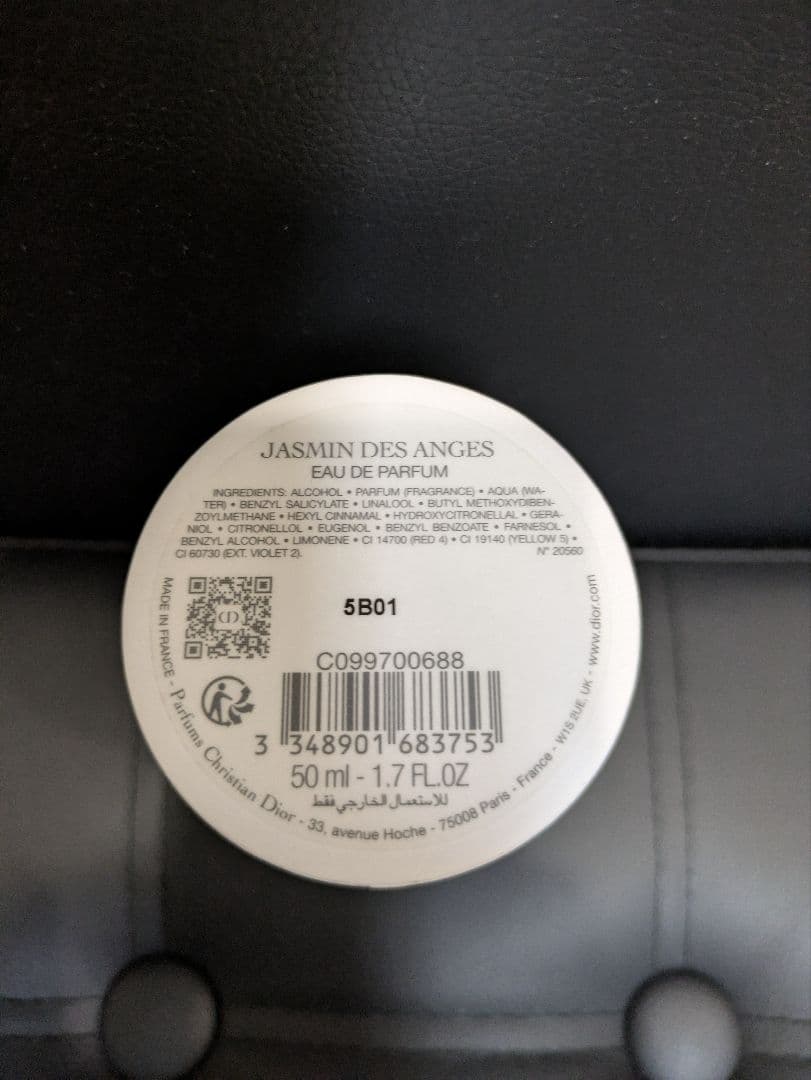 JASMIN DES ANGES
EAU DE PARFUM
INGREDIENTS: ALCOHOL • PARFUM (FRAGRANCE) • AQUA (WA-
TER) • BENZYL SALICYLATE • LINALOOL • BUTYL METHOXYDIBEN-
ZOYLMETHANE • HEXYL CINNAMAL • HYDROXYCITRONELLAL • GERA-
NIOL • CITRONELLOL • EUGENOL • BENZYL BENZOATE • FARNESOL •
BENZYL ALCOHOL • LIMONENE • CI 14700 (RED 4) • CI 19140 (YELLOW 5) •
CI 60730 (EXT. VIOLET 2).
N° 20560
CD
5B01
C099700688
3 348901 683753
50 ml - 1.7 FL.OZ
للاستعمال الخارجي فقط
MADE IN FRANCE - Parfums Christian Dior - 33, avenue Hoche - 75008 Paris - France - W1S 2UE, UK - www.dior.com